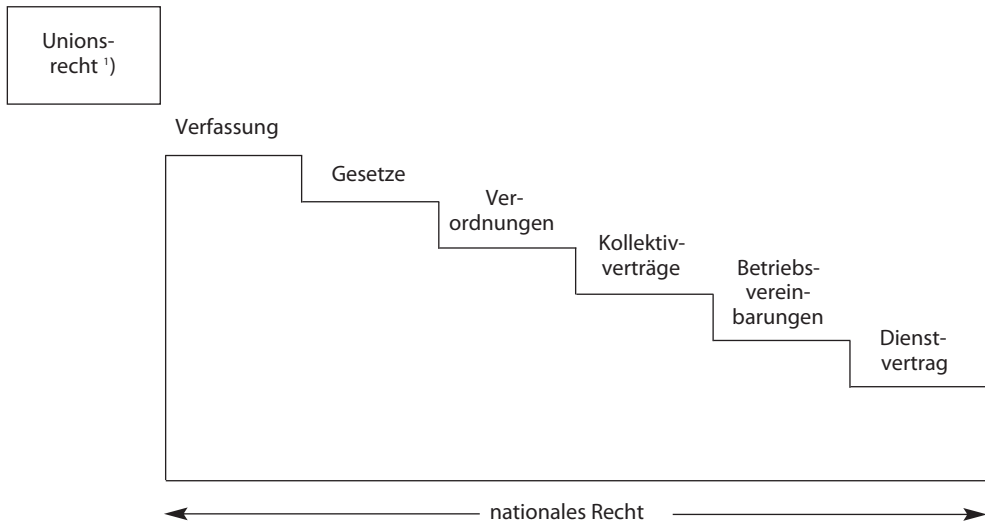 Unions-
recht ¹)
Verfassung
Gesetze
Ver-
ordnungen
Kollektiv-
verträge
Betriebs-
verein-
barungen
Dienst-
vertrag
nationales Recht